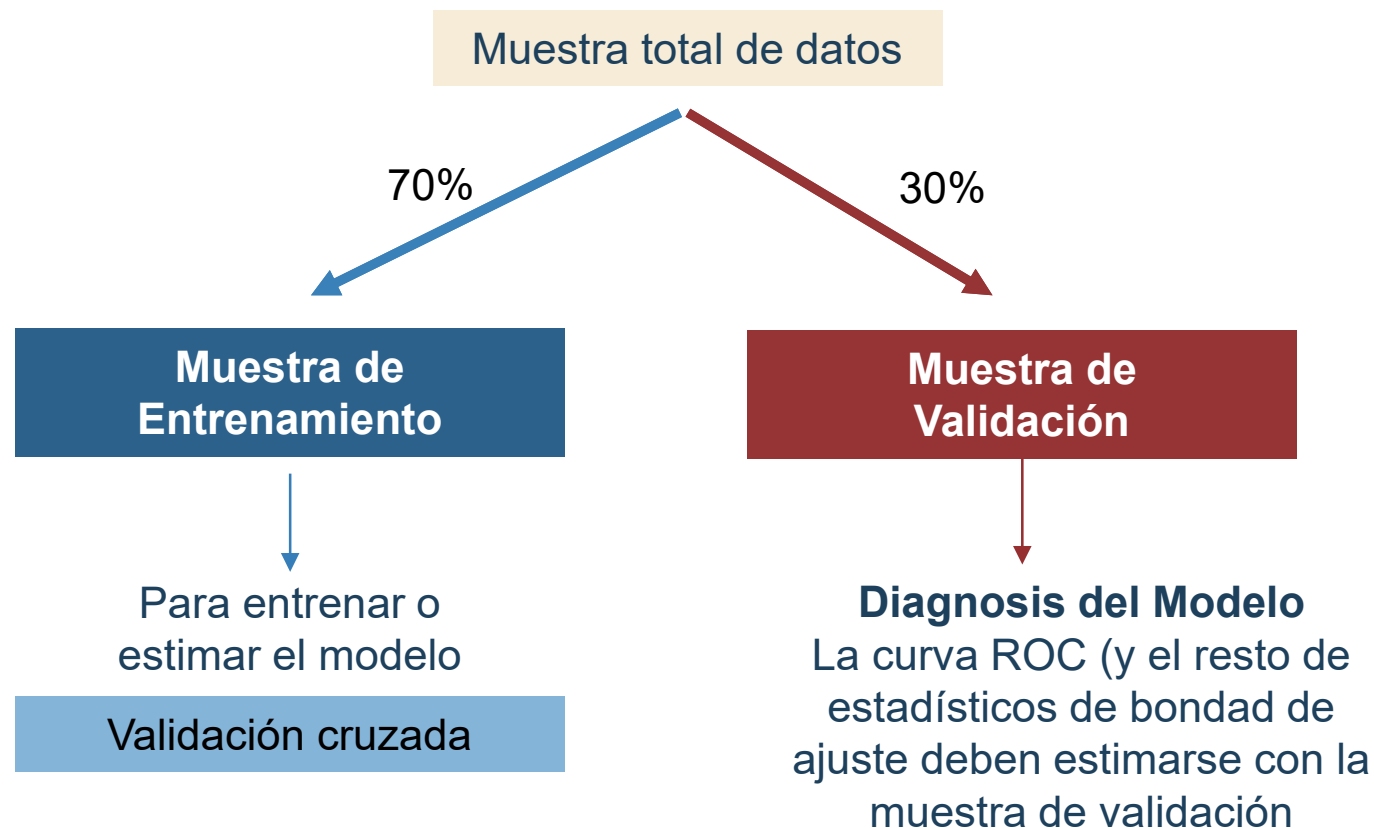 Muestra total de datos
70%
30%
Muestra de
Entrenamiento
Muestra de
Validación
Para entrenar o
estimar el modelo
Validación cruzada
Diagnosis del Modelo
La curva ROC (y el resto de
estadísticos de bondad de
ajuste deben estimarse con la
muestra de validación